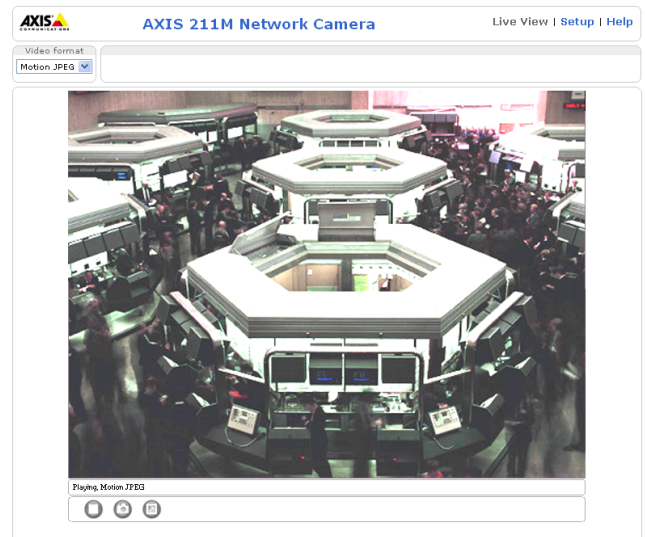 AXIS
COMMUNICATIONS
AXIS 211M Network Camera
Live View | Setup | Help
Video format
Motion JPEG
Playing, Motion JPEG